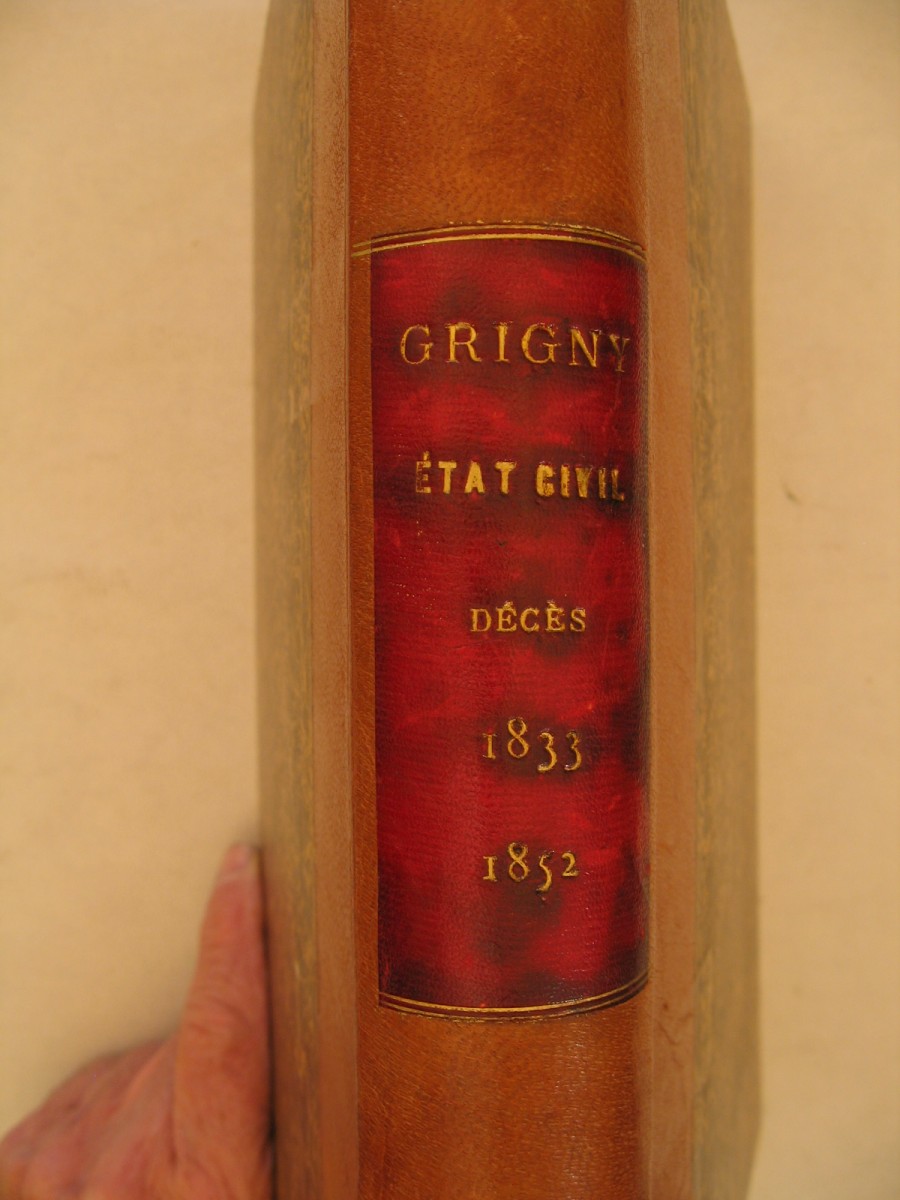 GRIGNY
ÉTAT CIVIL
DÉCÈS
1833
1852